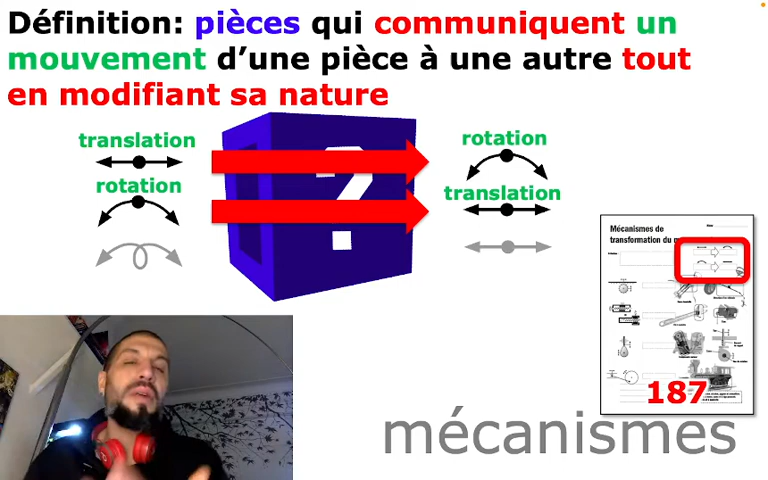 Définition: pièces qui communiquent un
mouvement d'une pièce à une autre tout
en modifiant sa nature
translation
rotation
?
rotation
translation
Mécanismes de
transformation du
187
mécanismes